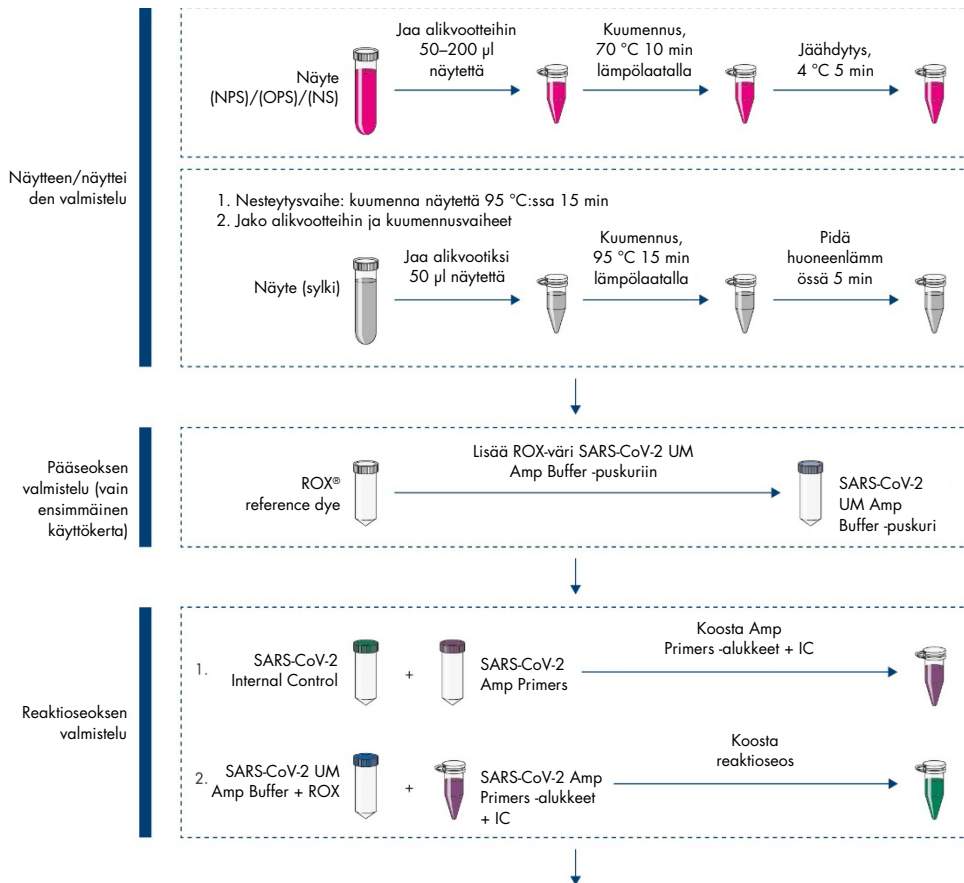 Näytteen/näyttei
den valmistelu
Näyte
(NPS)/(OPS)/(NS)
Jaa alikvootteihin
50–200 µl
näytettä
Kuumennus,
70 °C 10 min
lämpölaatalla
Jäähdytys,
4 °C 5 min
1. Nesteytysvaihe: kuumenna näytettä 95 °C:ssa 15 min
2. Jako alikvootteihin ja kuumennusvaiheet
Näyte (sylki)
Jaa alikvootiksi
50 µl näytettä
Kuumennus,
95 °C 15 min
lämpölaatalla
Pidä
huoneenlämm
össä 5 min
Pääseoksen
valmistelu (vain
ensimmäinen
käyttökerta)
ROX®
reference dye
Lisää ROX-väri SARS-CoV-2 UM
Amp Buffer -puskuriin
SARS-CoV-2
UM Amp
Buffer -puskuri
Reaktioseoksen
valmistelu
1.
SARS-CoV-2
Internal Control
+
SARS-CoV-2
Amp Primers
Koosta Amp
Primers -alukkeet + IC
2.
SARS-CoV-2 UM
Amp Buffer + ROX
+
SARS-CoV-2 Amp
Primers -alukkeet
+ IC
Koosta
reaktioseos